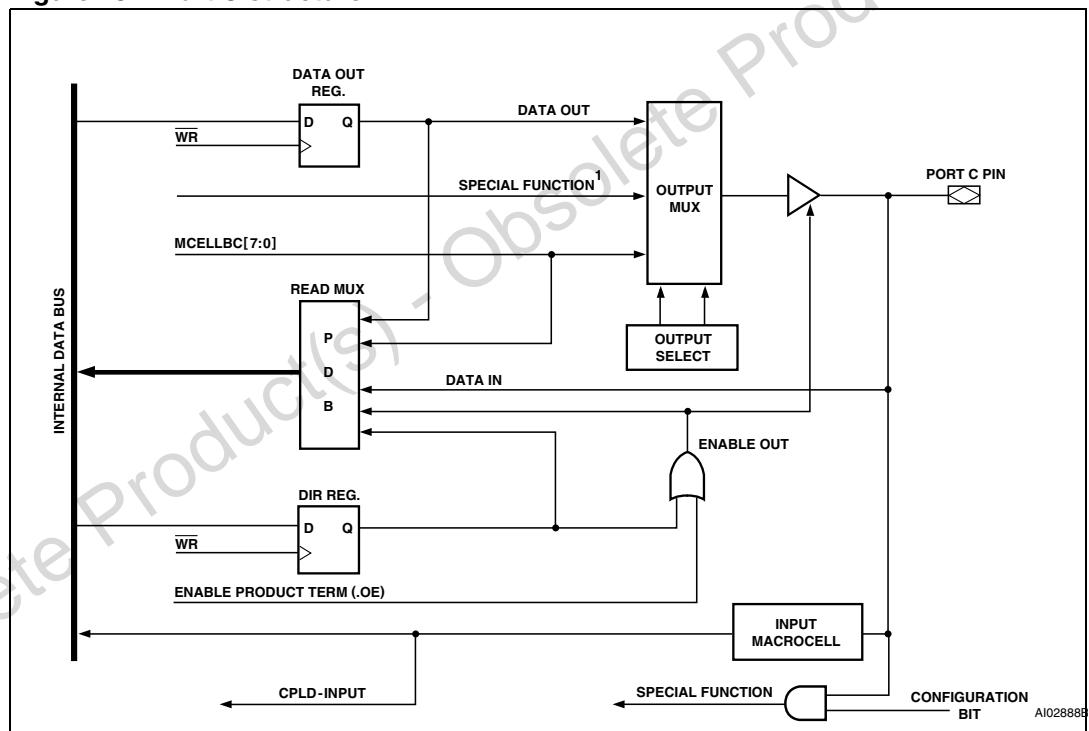 DATA OUT
REG.
D Q
WR
DATA OUT
SPECIAL FUNCTION1
OUTPUT
MUX
PORT C PIN
MCELLBC[7:0]
READ MUX
P
D
B
OUTPUT
SELECT
INTERNAL DATA BUS
DATA IN
ENABLE OUT
DIR REG.
D Q
WR
ENABLE PRODUCT TERM (.OE)
INPUT
MACROCELL
CPLD-INPUT
SPECIAL FUNCTION
CONFIGURATION
BIT
AI02888B
lete Product(s) - Obsolete Prod